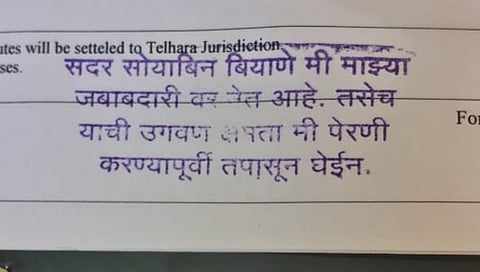 utes will be setteled to Telhara Jurisdiction
ses.
सदर सोयाबिन बियाणे मी माझ्या
जबाबदारी वर नेत आहे. तसेच
याची उगवण क्षमता मी पेरणी
For
करण्यापूर्वी तपासून घेईन.